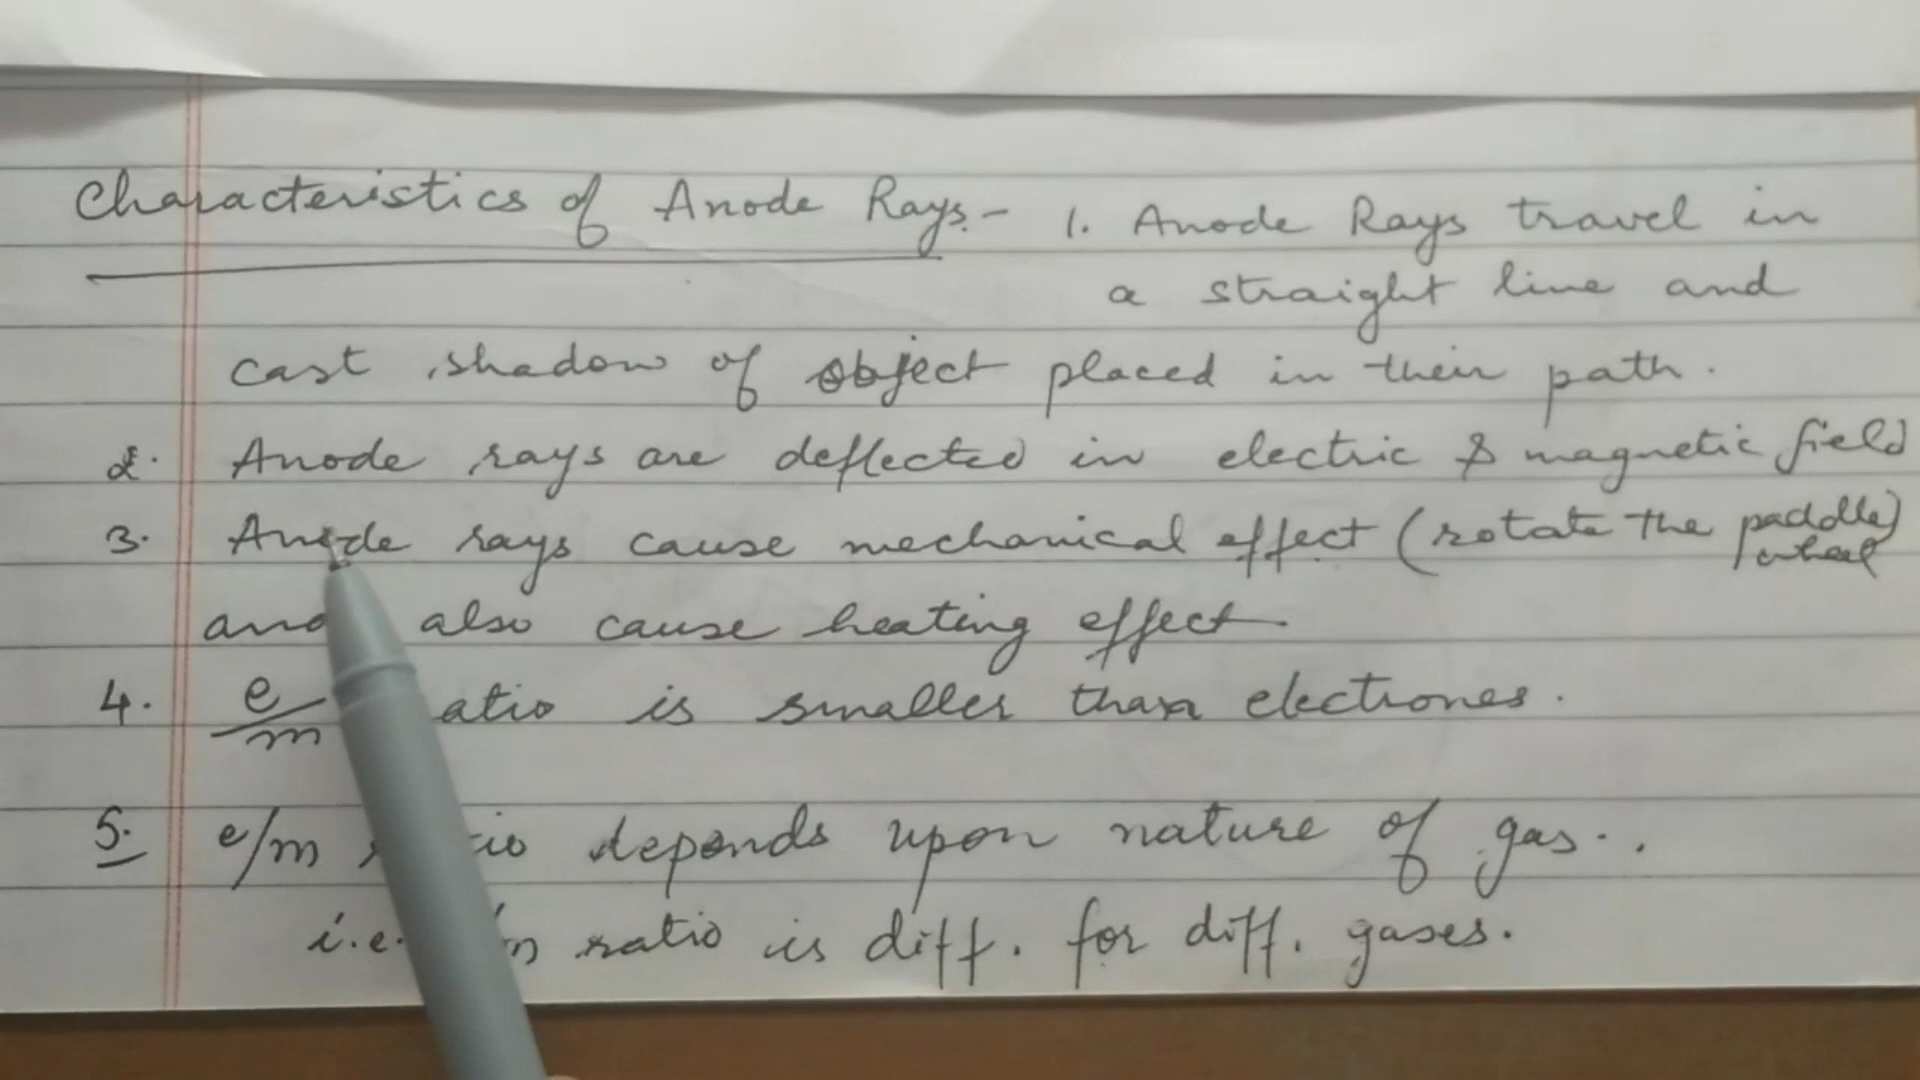 Characteristics of Anode Rays.- 1. Anode Rays travel in
a straight line and
cast shadow of object placed in their path.
2. Anode rays are deflected in electric & magnetic field
3. Anode rays cause mechanical effect (rotate the paddle)
wheel
and also cause heating effect.
4. e/m atio is smaller than electrones.
5. e/m io depends upon nature of gas..
i.e. ratio is diff. for diff. gases.